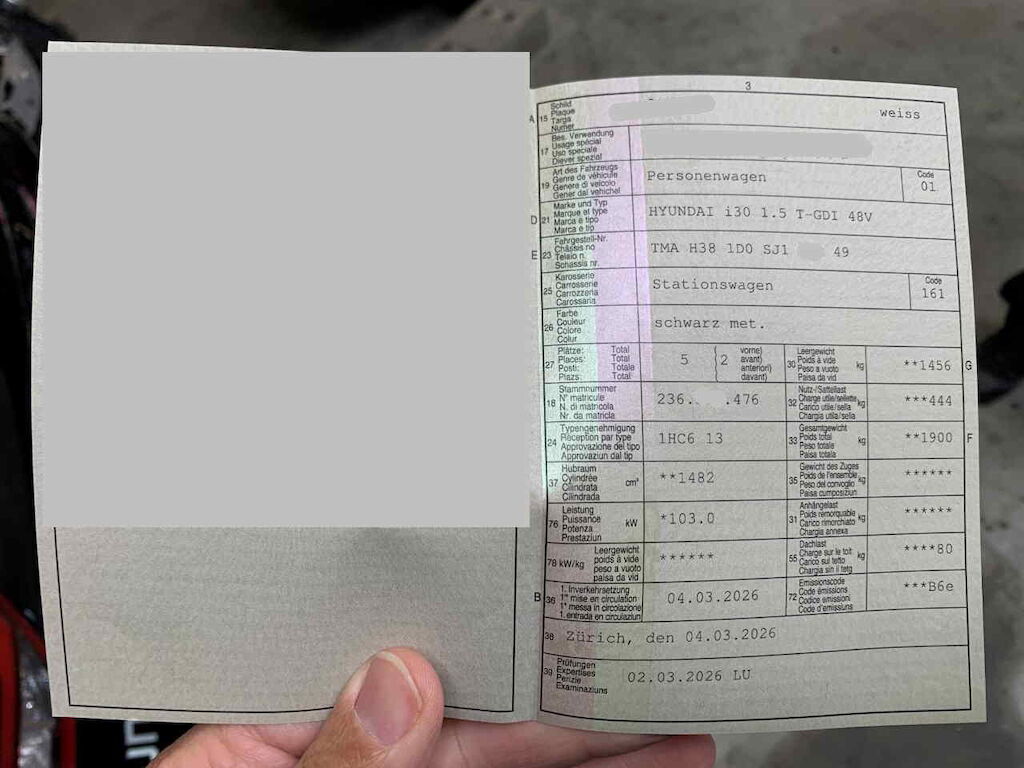 3
A 15 Schild
Plaque
Targa
Numer
weiss
17 Bes. Verwendung
Usage spécial
Uso speciale
Diever spezial
19 Art des Fahrzeugs
Genre de véhicule
Genere di veicolo
Gener dal vehichel
Personenwagen
Code
01
D 21 Marke und Typ
Marque et type
Marca e tipo
Marca e tip
HYUNDAI i30 1.5 T-GDI 48V
E 23 Fahrgestell-Nr.
Châssis no
Telaio n.
Schassis nr.
TMA H38 1D0 SJ1 49
25 Karosserie
Carrosserie
Carrozzeria
Carossaria
Stationswagen
Code
161
26 Farbe
Couleur
Colore
Colur
schwarz met.
27 Plätze: Total
Places: Total
Posti: Totale
Plazs: Total
5 ( 2 vorne)
avant)
anteriori)
davant)
30 Leergewicht
Poids à vide
Peso a vuoto
Paisa da vid
kg
**1456 G
18 Stammnummer
N° matricule
N. di matricola
Nr. da matricla
236. .476
32 Nutz-/Sattellast
Charge utile/sellette
Carico utile/sella
Chargia utila/sella
kg
***444
24 Typengenehmigung
Réception par type
Approvazione del tipo
Approvaziun dal tip
1HC6 13
33 Gesamtgewicht
Poids total
Peso totale
Paisa totala
kg
**1900 F
37 Hubraum
Cylindrée
Cilindrata
Cilindrada
cm³
**1482
35 Gewicht des Zuges
Poids de l'ensemble
Peso del convoglio
Paisa cumposiziun
kg
******
76 Leistung
Puissance
Potenza
Prestaziun
kW
*103.0
31 Anhängelast
Poids remorquable
Carico rimorchiato
Chargia annexa
kg
******
78 kW/kg Leergewicht
poids à vide
peso a vuoto
paisa da vid
******
55 Dachlast
Charge sur le toit
Carico sul tetto
Chargia sin il tetg
kg
****80
B 36 1. Inverkehrsetzung
1re mise en circulation
1a messa in circolazione
1. entrada en circulaziun
04.03.2026
72 Emissionscode
Code émissions
Codice emissioni
Code d'emissiuns
***B6e
38 Zürich, den 04.03.2026
39 Prüfungen
Expertises
Perizie
Examinaziuns
02.03.2026 LU